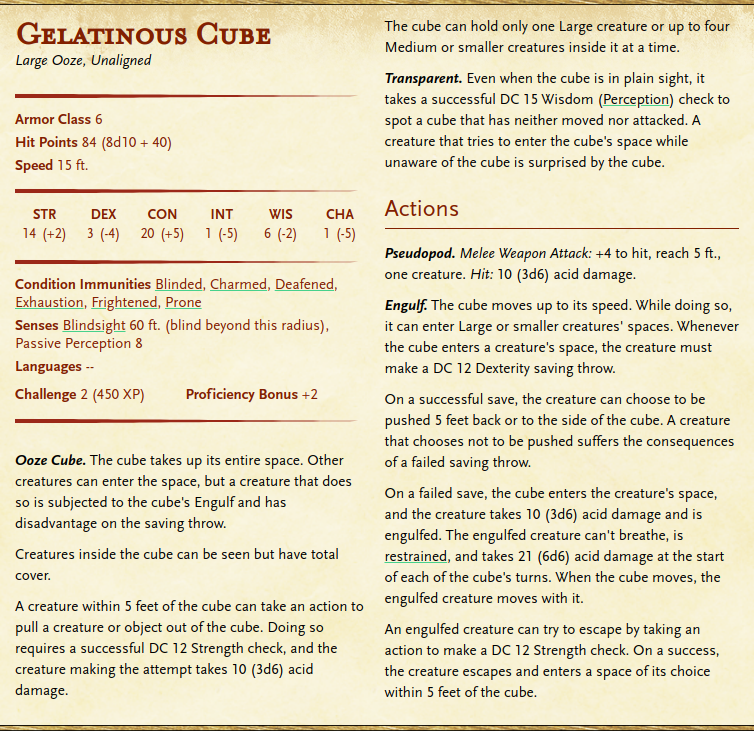 Gelatinous Cube
Large Ooze, Unaligned
Armor Class 6
Hit Points 84 (8d10 + 40)
Speed 15 ft.
STR DEX CON INT WIS CHA
14 (+2) 3 (-4) 20 (+5) 1 (-5) 6 (-2) 1 (-5)
Condition Immunities Blinded, Charmed, Deafened,
Exhaustion, Frightened, Prone
Senses Blindsight 60 ft. (blind beyond this radius),
Passive Perception 8
Languages --
Challenge 2 (450 XP) Proficiency Bonus +2
Ooze Cube. The cube takes up its entire space. Other
creatures can enter the space, but a creature that does
so is subjected to the cube's Engulf and has
disadvantage on the saving throw.
Creatures inside the cube can be seen but have total
cover.
A creature within 5 feet of the cube can take an action to
pull a creature or object out of the cube. Doing so
requires a successful DC 12 Strength check, and the
creature making the attempt takes 10 (3d6) acid
damage.
The cube can hold only one Large creature or up to four
Medium or smaller creatures inside it at a time.
Transparent. Even when the cube is in plain sight, it
takes a successful DC 15 Wisdom (Perception) check to
spot a cube that has neither moved nor attacked. A
creature that tries to enter the cube's space while
unaware of the cube is surprised by the cube.
Actions
Pseudopod. Melee Weapon Attack: +4 to hit, reach 5 ft.,
one creature. Hit: 10 (3d6) acid damage.
Engulf. The cube moves up to its speed. While doing so,
it can enter Large or smaller creatures' spaces. Whenever
the cube enters a creature's space, the creature must
make a DC 12 Dexterity saving throw.
On a successful save, the creature can choose to be
pushed 5 feet back or to the side of the cube. A creature
that chooses not to be pushed suffers the consequences
of a failed saving throw.
On a failed save, the cube enters the creature's space,
and the creature takes 10 (3d6) acid damage and is
engulfed. The engulfed creature can't breathe, is
restrained, and takes 21 (6d6) acid damage at the start
of each of the cube's turns. When the cube moves, the
engulfed creature moves with it.
An engulfed creature can try to escape by taking an
action to make a DC 12 Strength check. On a success,
the creature escapes and enters a space of its choice
within 5 feet of the cube.